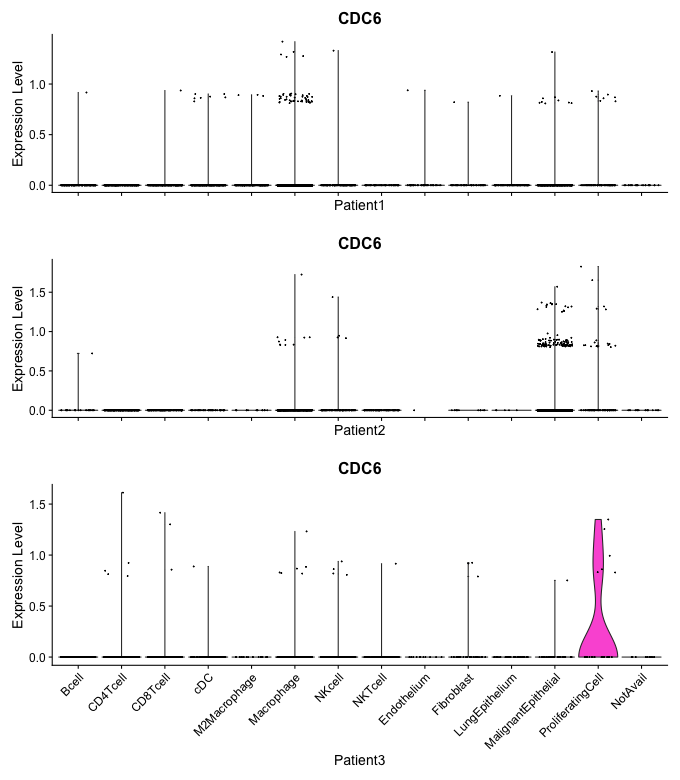 CDC6
Expression Level
1.0
0.5
0.0
Patient1
CDC6
Expression Level
1.5
1.0
0.5
0.0
Patient2
CDC6
Expression Level
1.5
1.0
0.5
0.0
Bcell
CD4Tcell
CD8Tcell
cDC
M2Macrophage
Macrophage
NKcell
NKTcell
Endothelium
Fibroblast
LungEpithelium
MalignantEpithelial
ProliferatingCell
NotAvail
Patient3